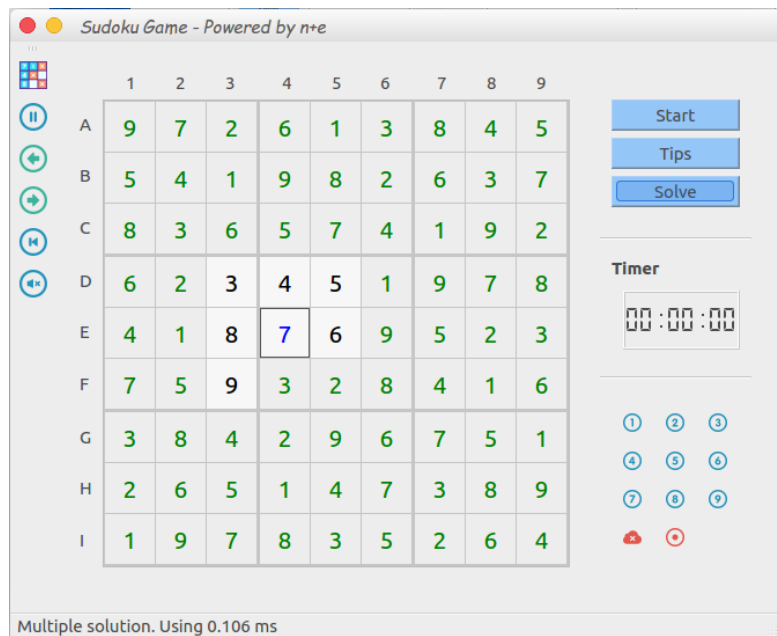 Sudoku Game - Powered by n+e
1 2 3 4 5 6 7 8 9
A 9 7 2 6 1 3 8 4 5
B 5 4 1 9 8 2 6 3 7
C 8 3 6 5 7 4 1 9 2
D 6 2 3 4 5 1 9 7 8
E 4 1 8 7 6 9 5 2 3
F 7 5 9 3 2 8 4 1 6
G 3 8 4 2 9 6 7 5 1
H 2 6 5 1 4 7 3 8 9
I 1 9 7 8 3 5 2 6 4
Start
Tips
Solve
Timer
00:00:00
1 2 3
4 5 6
7 8 9
Multiple solution. Using 0.106 ms